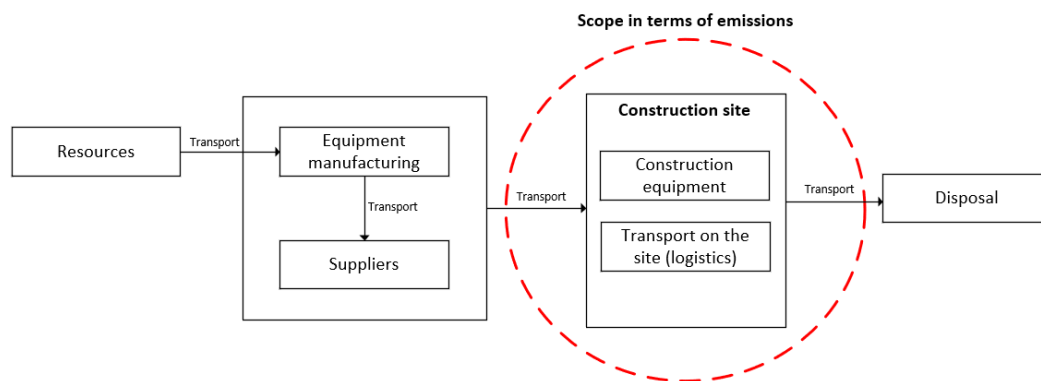 Scope in terms of emissions
Construction site
Resources
Transport
Equipment
manufacturing
Transport
Suppliers
Transport
Construction
equipment
Transport on the
site (logistics)
Transport
Disposal